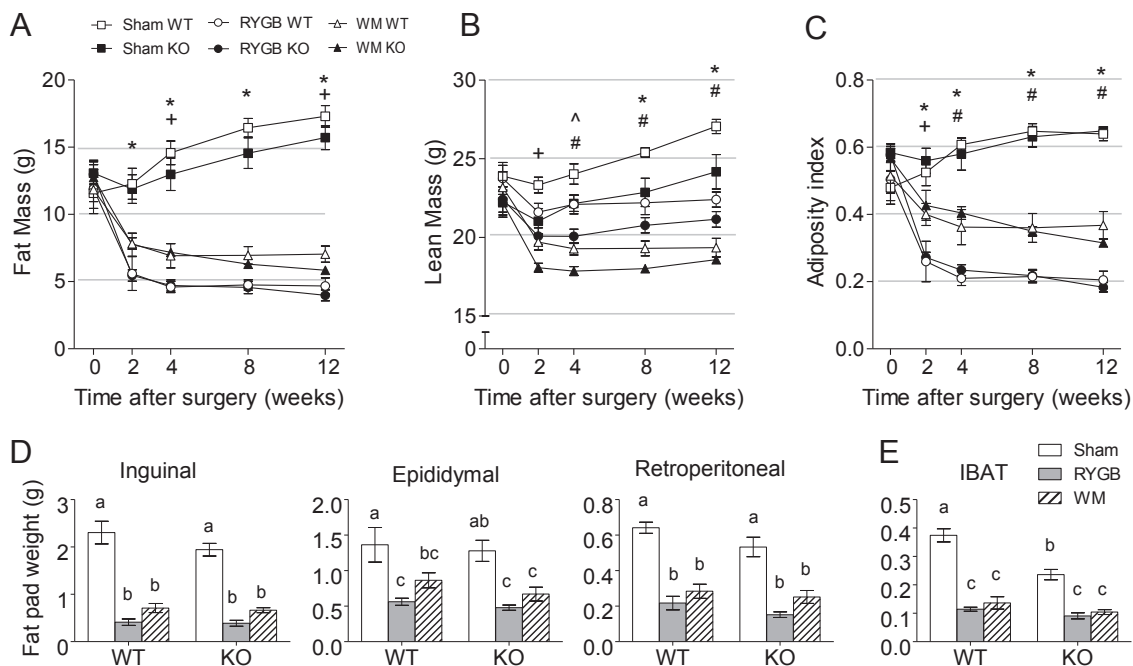 A
B
C
Sham WT
RYGB WT
WM WT
Sham KO
RYGB KO
WM KO
Fat Mass (g)
20
15
10
5
0
* * + * * +
0 2 4 8 12
Time after surgery (weeks)
Lean Mass (g)
30
25
20
15
0
+ ^ # * # * #
0 2 4 8 12
Time after surgery (weeks)
Adiposity index
0.8
0.6
0.4
0.2
0.0
* + * # * # * #
0 2 4 8 12
Time after surgery (weeks)
D
Fat pad weight (g)
Inguinal
3
2
1
0
a b b a b b
WT KO
Epididymal
2.0
1.5
1.0
0.5
0.0
a c bc ab c c
WT KO
Retroperitoneal
0.8
0.6
0.4
0.2
0.0
a b b a b b
WT KO
E
IBAT
Sham
RYGB
WM
0.5
0.4
0.3
0.2
0.1
0.0
a c c b c c
WT KO